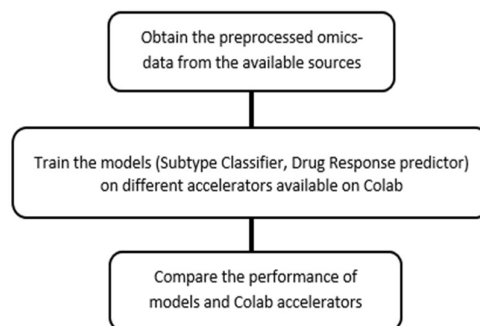 Obtain the preprocessed omics-
data from the available sources
Train the models (Subtype Classifier, Drug Response predictor)
on different accelerators available on Colab
Compare the performance of
models and Colab accelerators